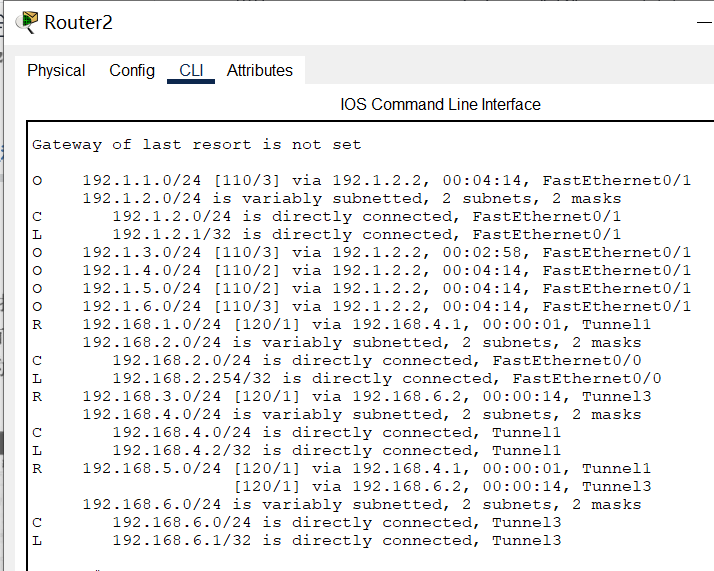 Router2
Physical Config CLI Attributes
IOS Command Line Interface
Gateway of last resort is not set
O 192.1.1.0/24 [110/3] via 192.1.2.2, 00:04:14, FastEthernet0/1
192.1.2.0/24 is variably subnetted, 2 subnets, 2 masks
C 192.1.2.0/24 is directly connected, FastEthernet0/1
L 192.1.2.1/32 is directly connected, FastEthernet0/1
O 192.1.3.0/24 [110/3] via 192.1.2.2, 00:02:58, FastEthernet0/1
O 192.1.4.0/24 [110/2] via 192.1.2.2, 00:04:14, FastEthernet0/1
O 192.1.5.0/24 [110/2] via 192.1.2.2, 00:04:14, FastEthernet0/1
O 192.1.6.0/24 [110/3] via 192.1.2.2, 00:04:14, FastEthernet0/1
R 192.168.1.0/24 [120/1] via 192.168.4.1, 00:00:01, Tunnel1
192.168.2.0/24 is variably subnetted, 2 subnets, 2 masks
C 192.168.2.0/24 is directly connected, FastEthernet0/0
L 192.168.2.254/32 is directly connected, FastEthernet0/0
R 192.168.3.0/24 [120/1] via 192.168.6.2, 00:00:14, Tunnel3
192.168.4.0/24 is variably subnetted, 2 subnets, 2 masks
C 192.168.4.0/24 is directly connected, Tunnel1
L 192.168.4.2/32 is directly connected, Tunnel1
R 192.168.5.0/24 [120/1] via 192.168.4.1, 00:00:01, Tunnel1
[120/1] via 192.168.6.2, 00:00:14, Tunnel3
192.168.6.0/24 is variably subnetted, 2 subnets, 2 masks
C 192.168.6.0/24 is directly connected, Tunnel3
L 192.168.6.1/32 is directly connected, Tunnel3